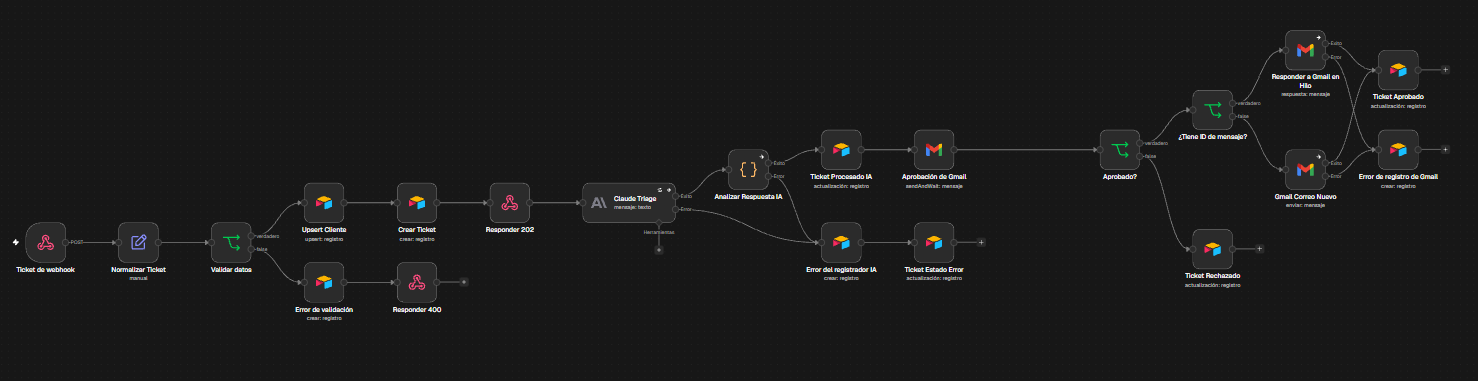 POST
Ticket de webhook
Normalizar Ticket
manual
verdadero
false
Validar datos
Upsert Cliente
upsert: registro
Crear Ticket
crear: registro
Responder 202
Error de validación
crear: registro
Responder 400
Claude Triage
mensaje: texto
Éxito
Error
Herramientas
Éxito
Error
Analizar Respuesta IA
Ticket Procesado IA
actualización: registro
Aprobación de Gmail
sendAndWait: mensaje
Error del registrador IA
crear: registro
Ticket Estado Error
actualización: registro
verdadero
false
Aprobado?
verdadero
false
¿Tiene ID de mensaje?
Éxito
Error
Responder a Gmail en
Hilo
respuesta: mensaje
Ticket Aprobado
actualización: registro
Éxito
Error
Gmail Correo Nuevo
enviar: mensaje
Error de registro de Gmail
crear: registro
Ticket Rechazado
actualización: registro